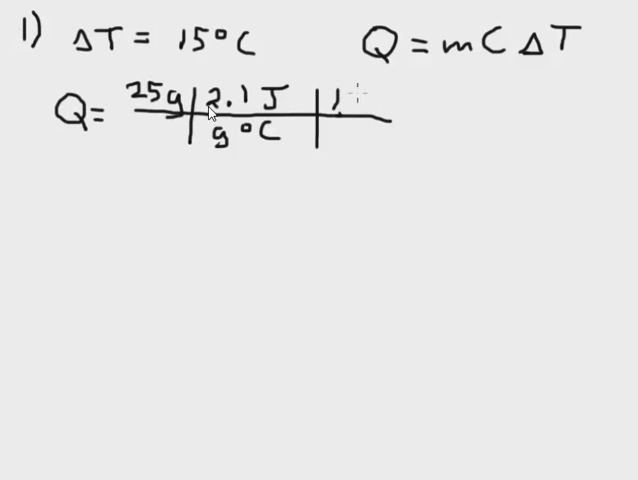 1) ΔT = 15°C Q = mCΔT
Q = 25g | 2.1 J | 1
g°C